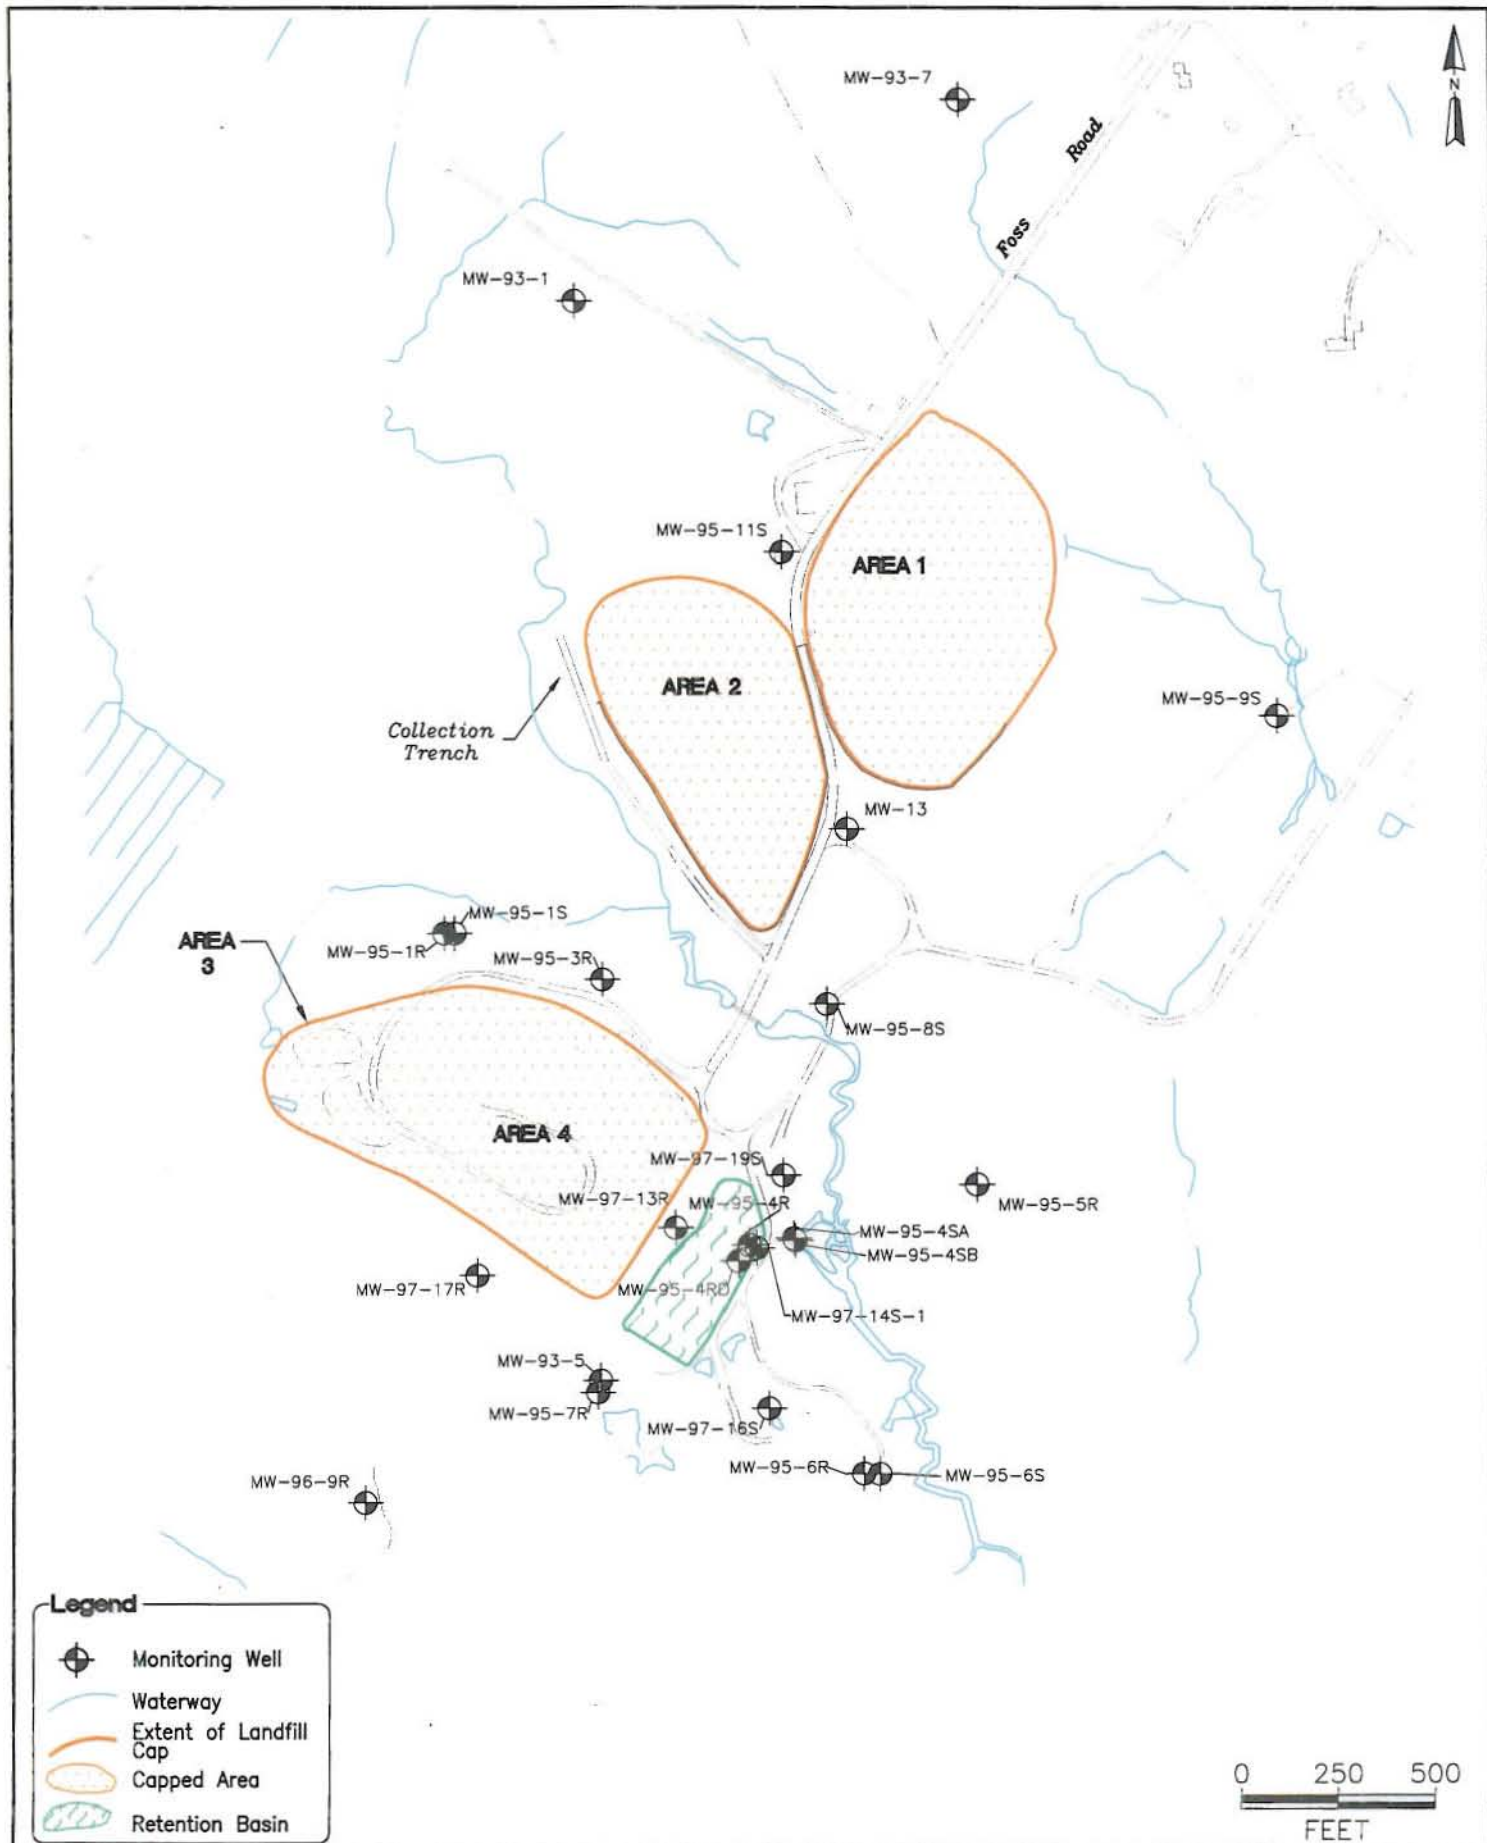 N
MW-93-7
Road
Foss
MW-93-1
MW-95-11S
AREA 1
AREA 2
MW-95-9S
Collection
Trench
MW-13
MW-95-1S
AREA
3
MW-95-1R
MW-95-3R
MW-95-8S
AREA 4
MW-97-19S
MW-97-13R
MW-95-4R
MW-95-5R
MW-95-4SA
MW-95-4SB
MW-97-17R
MW-95-4RD
MW-97-14S-1
MW-93-5
MW-95-7R
MW-97-16S
MW-95-6R
MW-95-6S
MW-96-9R
Legend
Monitoring Well
Waterway
Extent of Landfill
Cap
Capped Area
Retention Basin
0 250 500
FEET